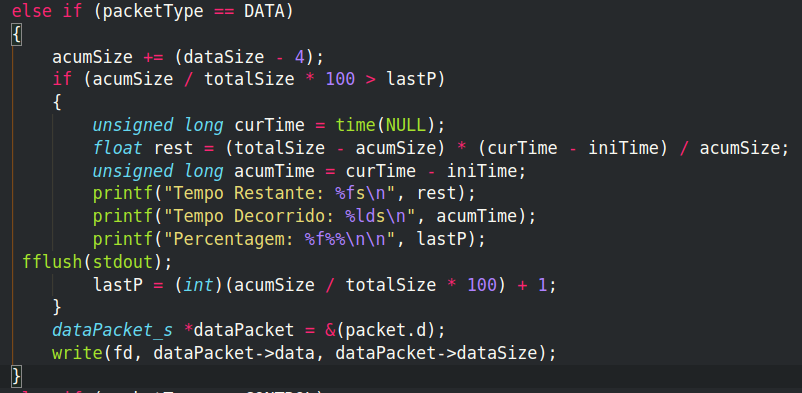 else if (packetType == DATA)
{
    acumSize += (dataSize - 4);
    if (acumSize / totalSize * 100 > lastP)
    {
        unsigned long curTime = time(NULL);
        float rest = (totalSize - acumSize) * (curTime - iniTime) / acumSize;
        unsigned long acumTime = curTime - iniTime;
        printf("Tempo Restante: %fs\n", rest);
        printf("Tempo Decorrido: %lds\n", acumTime);
        printf("Percentagem: %f%%\n\n", lastP);
 fflush(stdout);
        lastP = (int)(acumSize / totalSize * 100) + 1;
    }
    dataPacket_s *dataPacket = &(packet.d);
    write(fd, dataPacket->data, dataPacket->dataSize);
}